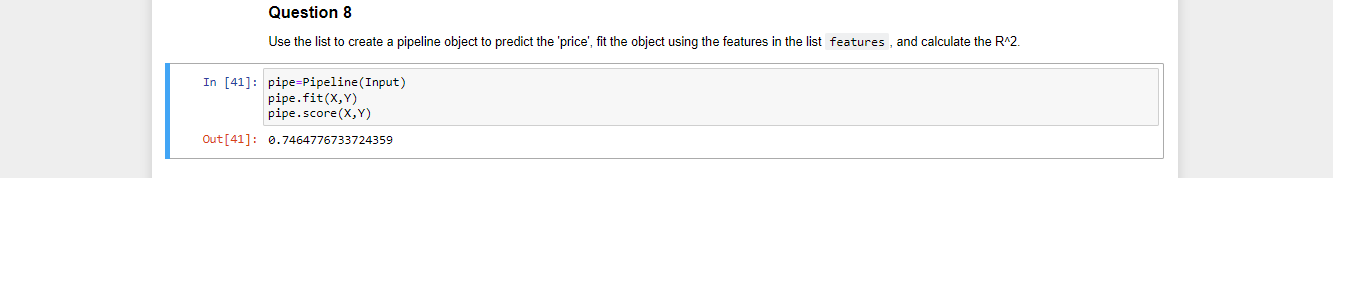 Question 8
Use the list to create a pipeline object to predict the 'price', fit the object using the features in the list features , and calculate the R^2.
In [41]: pipe=Pipeline(Input)
pipe.fit(X,Y)
pipe.score(X,Y)
Out[41]: 0.7464776733724359